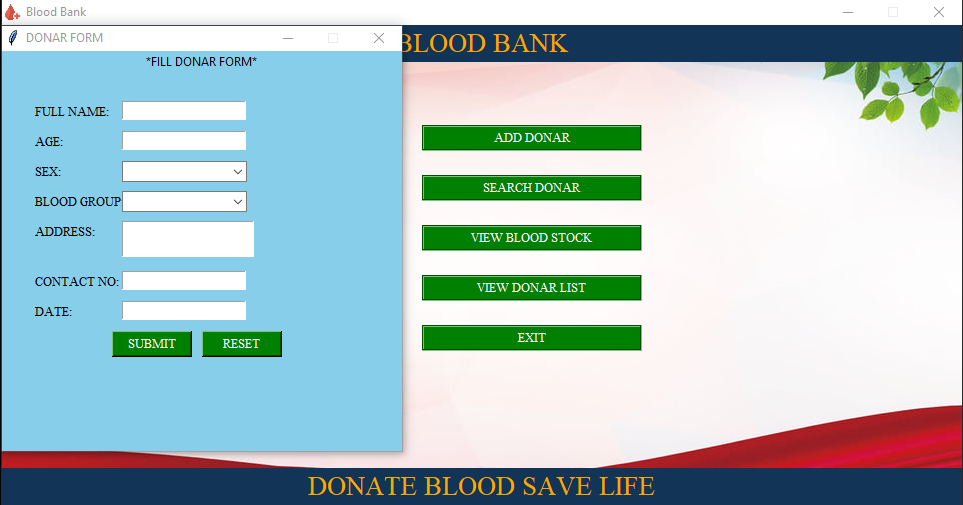 Blood Bank
DONAR FORM
BLOOD BANK
*FILL DONAR FORM*
FULL NAME:
AGE:
SEX:
BLOOD GROUP
ADDRESS:
CONTACT NO:
DATE:
SUBMIT RESET
ADD DONAR
SEARCH DONAR
VIEW BLOOD STOCK
VIEW DONAR LIST
EXIT
DONATE BLOOD SAVE LIFE